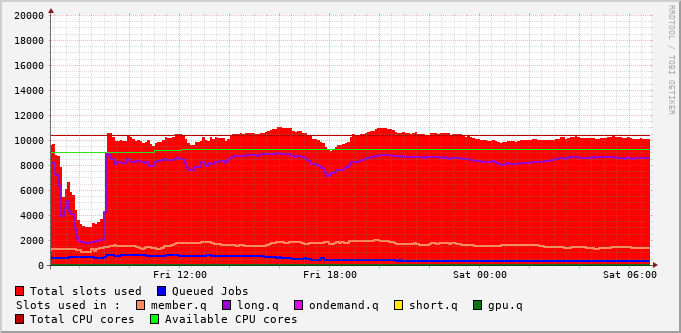 RRDTOOL / TOBI OETIKER
20000
18000
16000
14000
12000
10000
8000
6000
4000
2000
0
Fri 12:00 Fri 18:00 Sat 00:00 Sat 06:00
Total slots used Queued Jobs
Slots used in : member.q long.q ondemand.q short.q gpu.q
Total CPU cores Available CPU cores